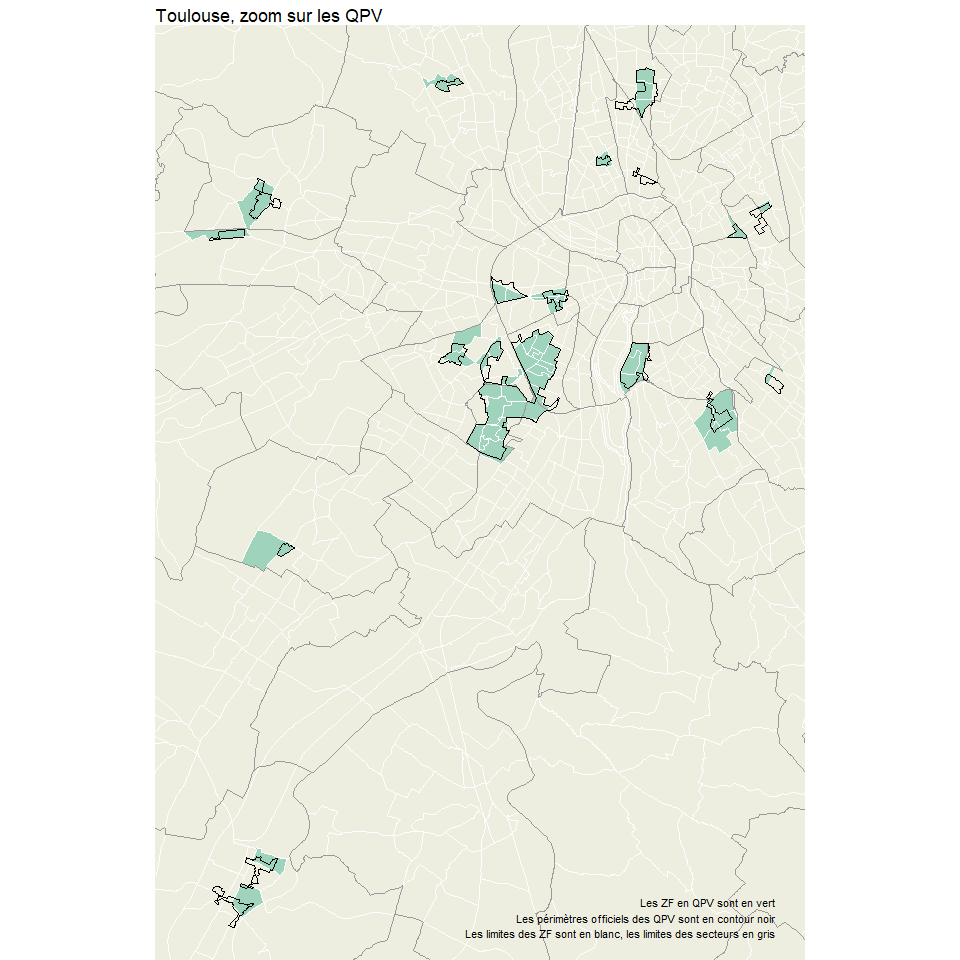 Toulouse, zoom sur les QPV
Les ZF en QPV sont en vert
Les périmètres officiels des QPV sont en contour noir
Les limites des ZF sont en blanc, les limites des secteurs en gris